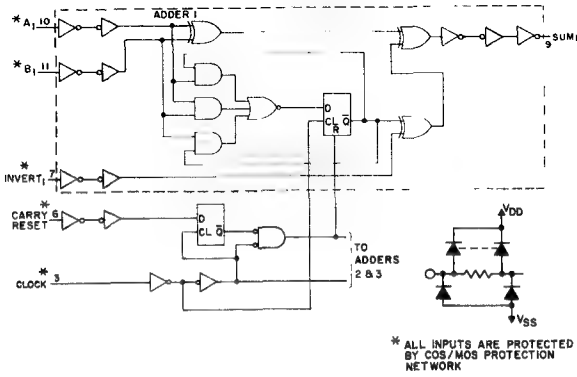 ADDER 1
* A1 10
* B1 11
* INVERT1 7
D
CL Q
R
SUM1
9
* CARRY RESET 6
D
CL Q
* CLOCK 3
TO
ADDERS
2 & 3
VDD
VSS
* ALL INPUTS ARE PROTECTED
BY COS/MOS PROTECTION
NETWORK